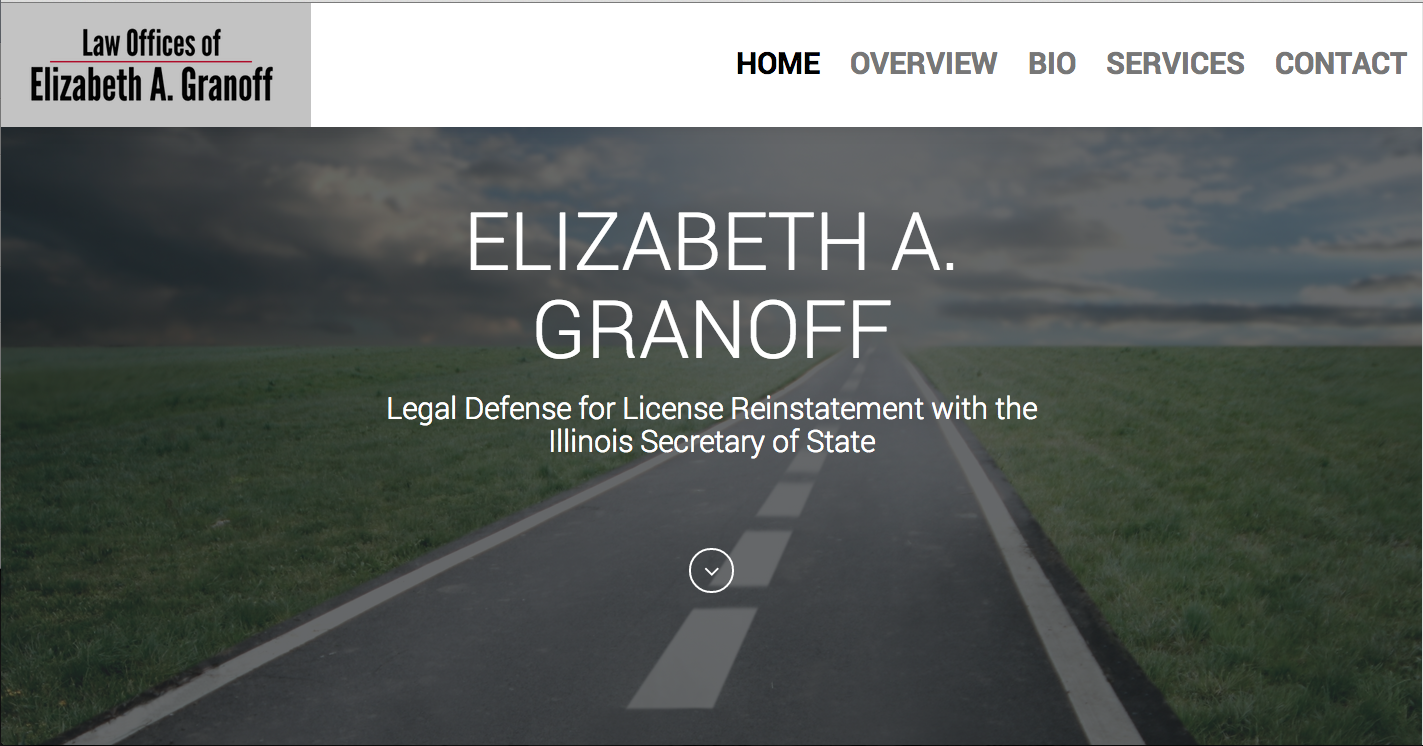 Law Offices of
Elizabeth A. Granoff
HOME OVERVIEW BIO SERVICES CONTACT
ELIZABETH A.
GRANOFF
Legal Defense for License Reinstatement with the
Illinois Secretary of State